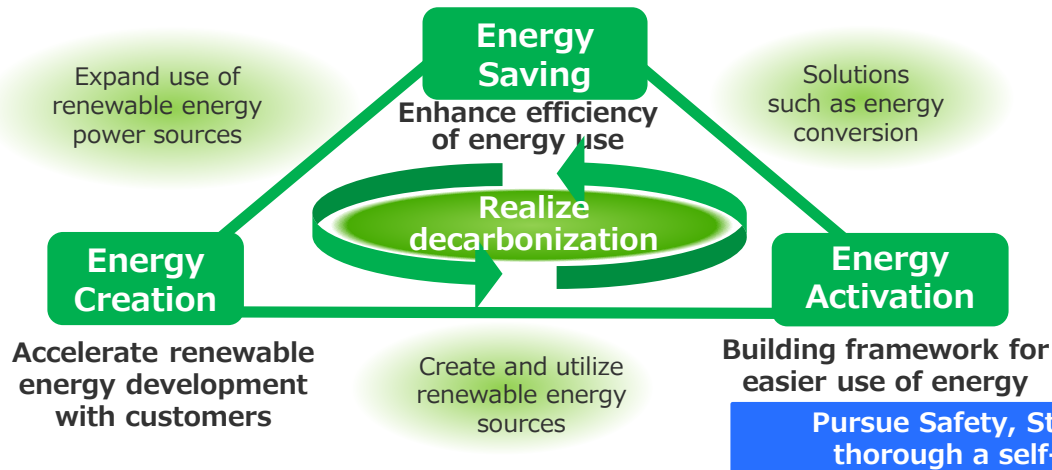 Energy
Saving
Enhance efficiency
of energy use
Expand use of
renewable energy
power sources
Solutions
such as energy
conversion
Realize
decarbonization
Energy
Creation
Accelerate renewable
energy development
with customers
Create and utilize
renewable energy
sources
Energy
Activation
Building framework for
easier use of energy
Pursue Safety,
thorough a self-